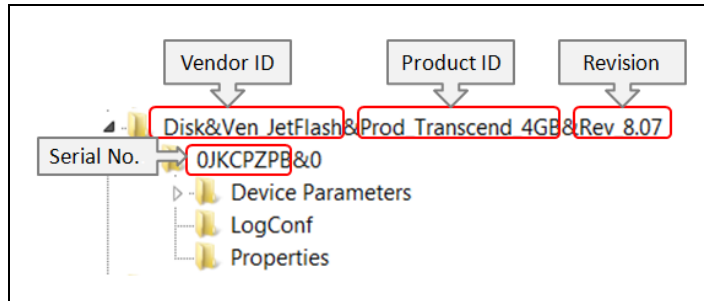 Vendor ID Product ID Revision
Disk&Ven_JetFlash&Prod_Transcend_4GB&Rev_8.07
Serial No. 0JKCPZPB&0
Device Parameters
LogConf
Properties